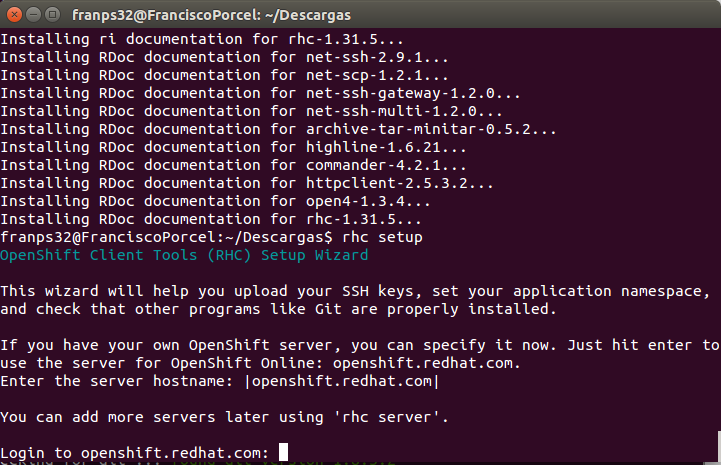 franps32@FranciscoPorcel: ~/Descargas
Installing ri documentation for rhc-1.31.5...
Installing RDoc documentation for net-ssh-2.9.1...
Installing RDoc documentation for net-scp-1.2.1...
Installing RDoc documentation for net-ssh-gateway-1.2.0...
Installing RDoc documentation for net-ssh-multi-1.2.0...
Installing RDoc documentation for archive-tar-minitar-0.5.2...
Installing RDoc documentation for highline-1.6.21...
Installing RDoc documentation for commander-4.2.1...
Installing RDoc documentation for httpclient-2.5.3.2...
Installing RDoc documentation for open4-1.3.4...
Installing RDoc documentation for rhc-1.31.5...
franps32@FranciscoPorcel:~/Descargas$ rhc setup
OpenShift Client Tools (RHC) Setup Wizard
This wizard will help you upload your SSH keys, set your application namespace,
and check that other programs like Git are properly installed.
If you have your own OpenShift server, you can specify it now. Just hit enter to
use the server for OpenShift Online: openshift.redhat.com.
Enter the server hostname: |openshift.redhat.com|
You can add more servers later using 'rhc server'.
Login to openshift.redhat.com: